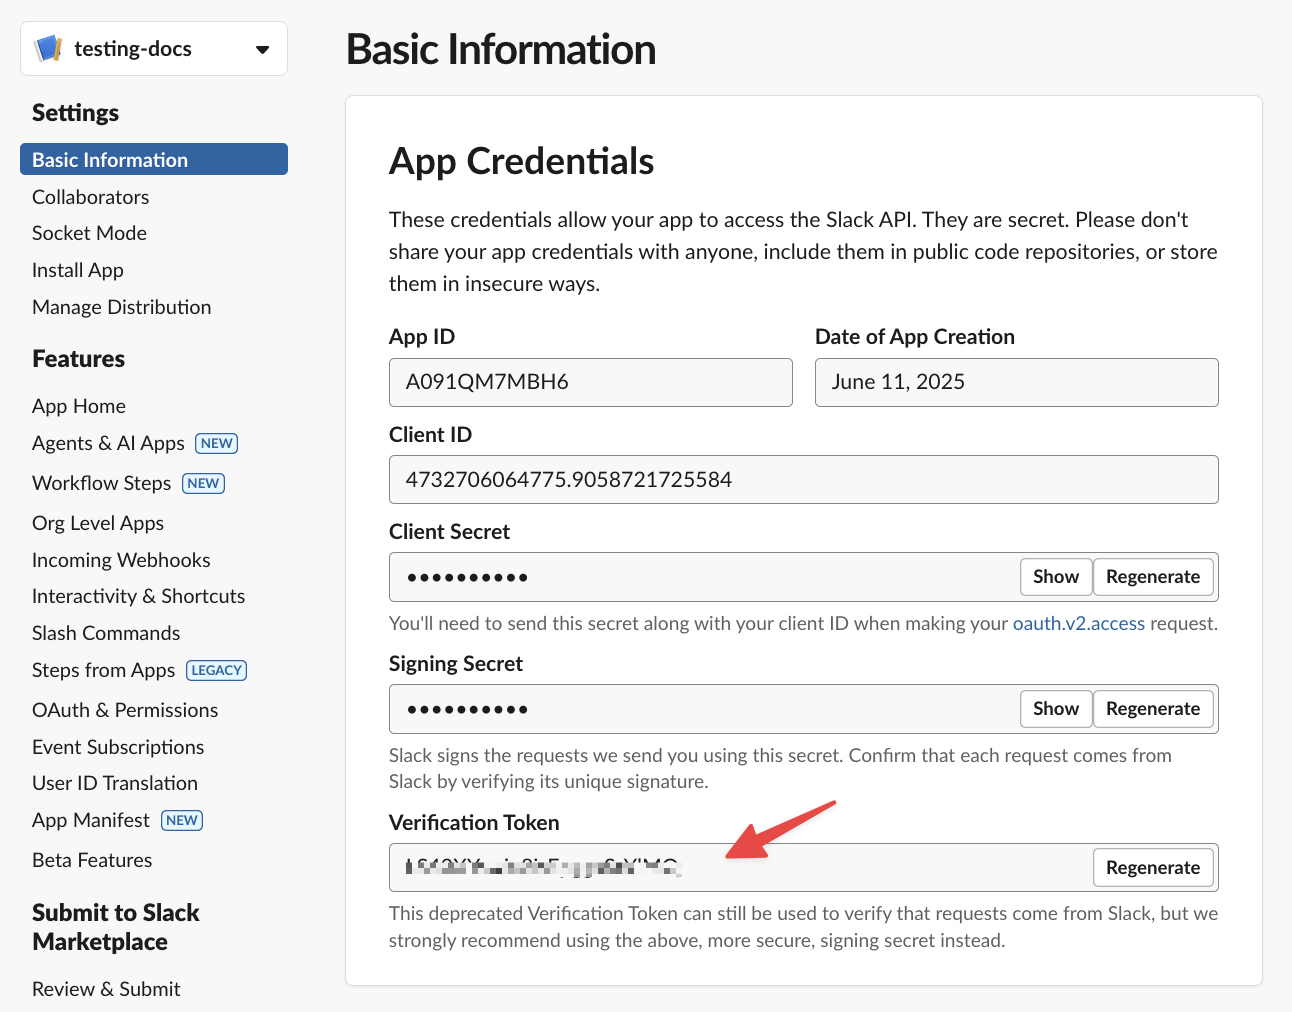 testing-docs
Settings
Basic Information
Collaborators
Socket Mode
Install App
Manage Distribution
Features
App Home
Agents & AI Apps NEW
Workflow Steps NEW
Org Level Apps
Incoming Webhooks
Interactivity & Shortcuts
Slash Commands
Steps from Apps LEGACY
OAuth & Permissions
Event Subscriptions
User ID Translation
App Manifest NEW
Beta Features
Submit to Slack
Marketplace
Review & Submit
Basic Information
App Credentials
These credentials allow your app to access the Slack API. They are secret. Please don't
share your app credentials with anyone, include them in public code repositories, or store
them in insecure ways.
App ID
A091QM7MBH6
Date of App Creation
June 11, 2025
Client ID
4732706064775.9058721725584
Client Secret
●●●●●●●●●●
Show Regenerate
You'll need to send this secret along with your client ID when making your oauth.v2.access request.
Signing Secret
●●●●●●●●●●
Show Regenerate
Slack signs the requests we send you using this secret. Confirm that each request comes from
Slack by verifying its unique signature.
Verification Token
Regenerate
This deprecated Verification Token can still be used to verify that requests come from Slack, but we
strongly recommend using the above, more secure, signing secret instead.